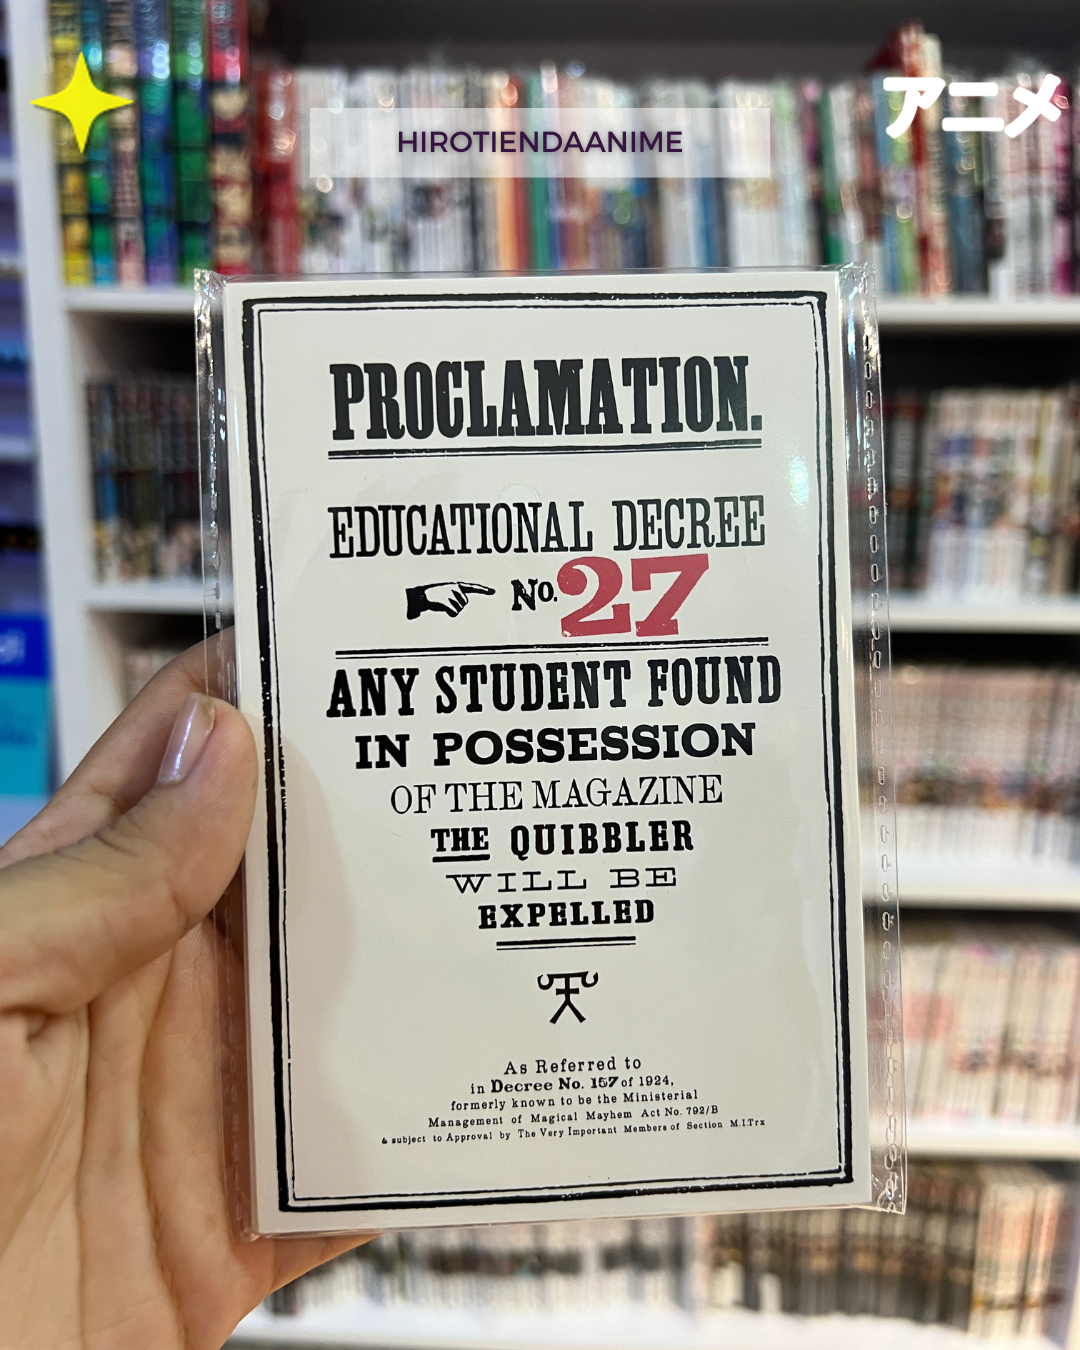 アニメ
HIROTIENDAANIME
PROCLAMATION.
EDUCATIONAL DECREE
No. 27
ANY STUDENT FOUND
IN POSSESSION
OF THE MAGAZINE
THE QUIBBLER
WILL BE
EXPELLED
As Referred to
in Decree No. 157 of 1924,
formerly known to be the Ministerial
Management of Magical Mayhem Act No. 792/B
& subject to Approval by The Very Important Members of Section M.I.Trx